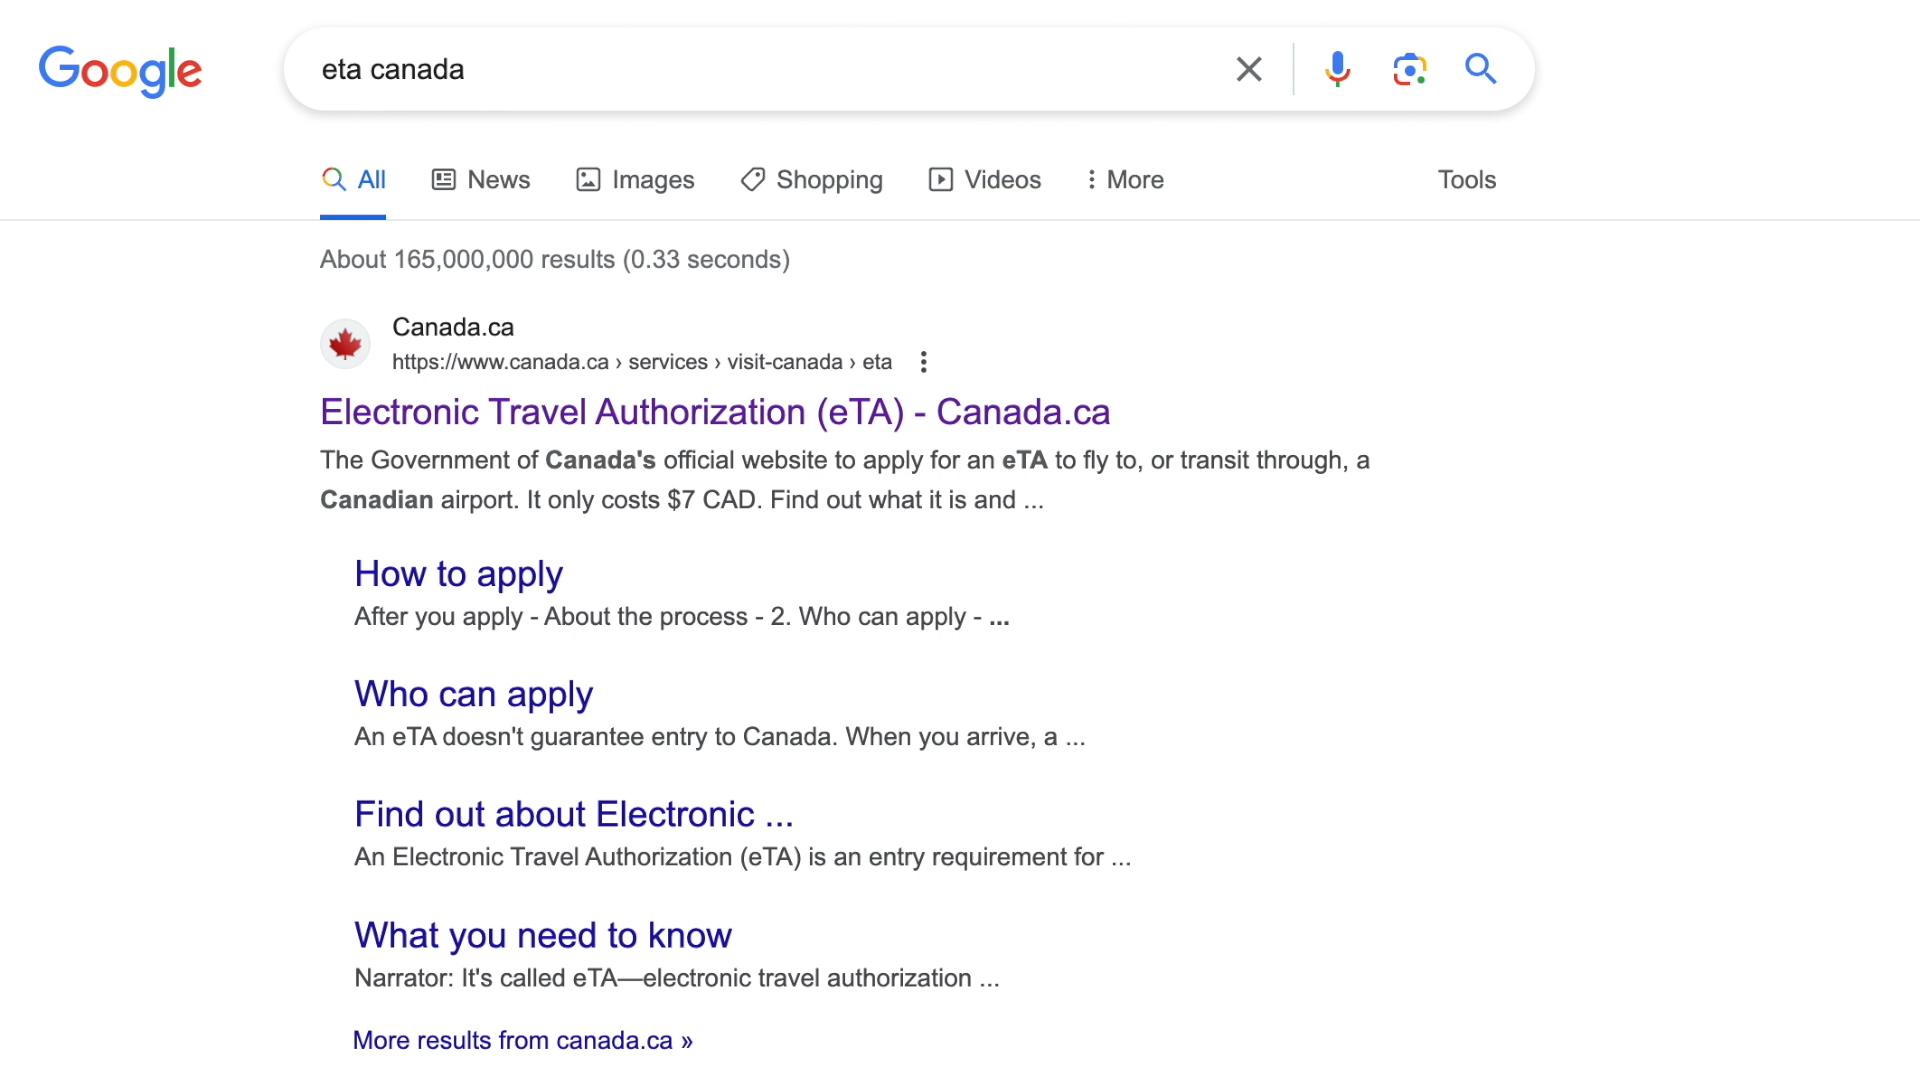 Google
eta canada
All News Images Shopping Videos More Tools
About 165,000,000 results (0.33 seconds)
Canada.ca
https://www.canada.ca › services › visit-canada › eta
Electronic Travel Authorization (eTA) - Canada.ca
The Government of Canada's official website to apply for an eTA to fly to, or transit through, a
Canadian airport. It only costs $7 CAD. Find out what it is and ...
How to apply
After you apply - About the process - 2. Who can apply - ...
Who can apply
An eTA doesn't guarantee entry to Canada. When you arrive, a ...
Find out about Electronic ...
An Electronic Travel Authorization (eTA) is an entry requirement for ...
What you need to know
Narrator: It's called eTA—electronic travel authorization ...
More results from canada.ca »